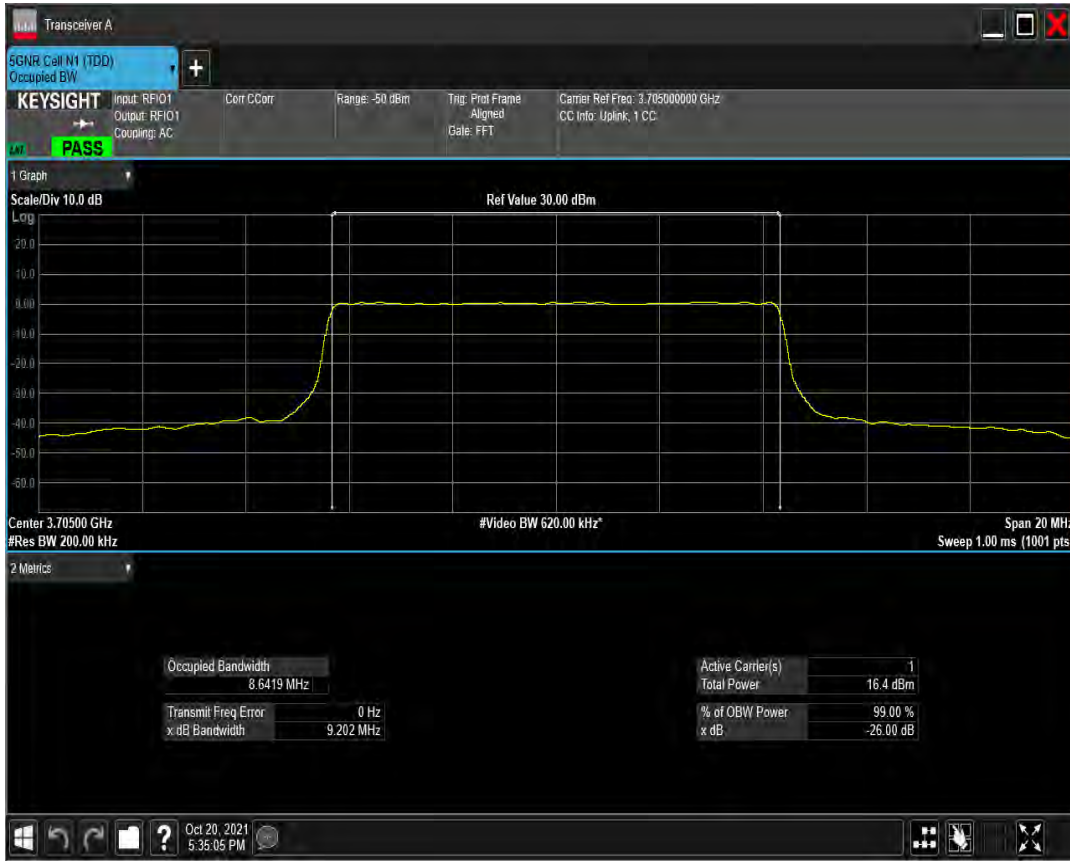 Transceiver A
5GNR Cell N1 (TDD)
Occupied BW
+
KEYSIGHT
PASS
Input: RFIO1
Output: RFIO1
Coupling: AC
Corr CCorr
Range: -50 dBm
Trig: Prot Frame
Aligned
Gate: FFT
Carrier Ref Freq: 3.705000000 GHz
CC Info: Uplink, 1 CC
1 Graph
Scale/Div 10.0 dB
Ref Value 30.00 dBm
Log
20.0
10.0
0.00
-10.0
-20.0
-30.0
-40.0
-50.0
-60.0
Center 3.70500 GHz
#Video BW 620.00 kHz*
Span 20 MHz
#Res BW 200.00 kHz
Sweep 1.00 ms (1001 pts
2 Metrics
Occupied Bandwidth
8.6419 MHz
Transmit Freq Error 0 Hz
x dB Bandwidth 9.202 MHz
Active Carrier(s) 1
Total Power 16.4 dBm
% of OBW Power 99.00 %
x dB -26.00 dB
?
Oct 20, 2021
5:35:05 PM